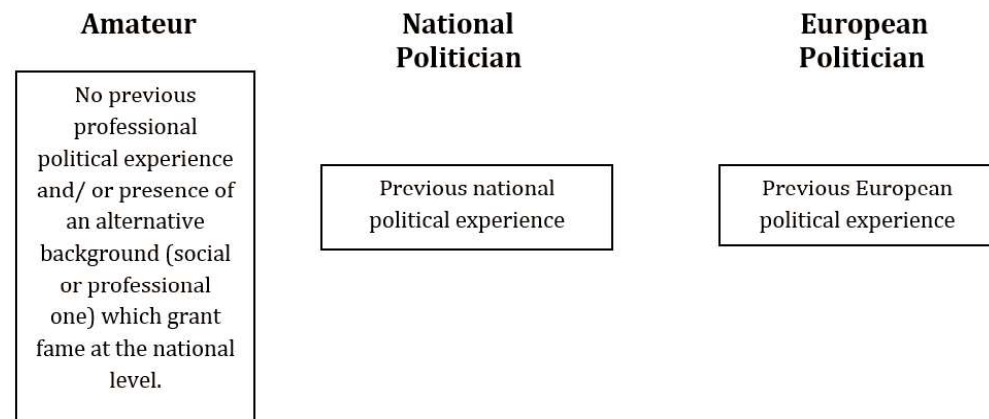 Amateur
No previous
professional
political experience
and/ or presence of
an alternative
background (social
or professional
one) which grant
fame at the national
level.
National
Politician
Previous national
political experience
European
Politician
Previous European
political experience